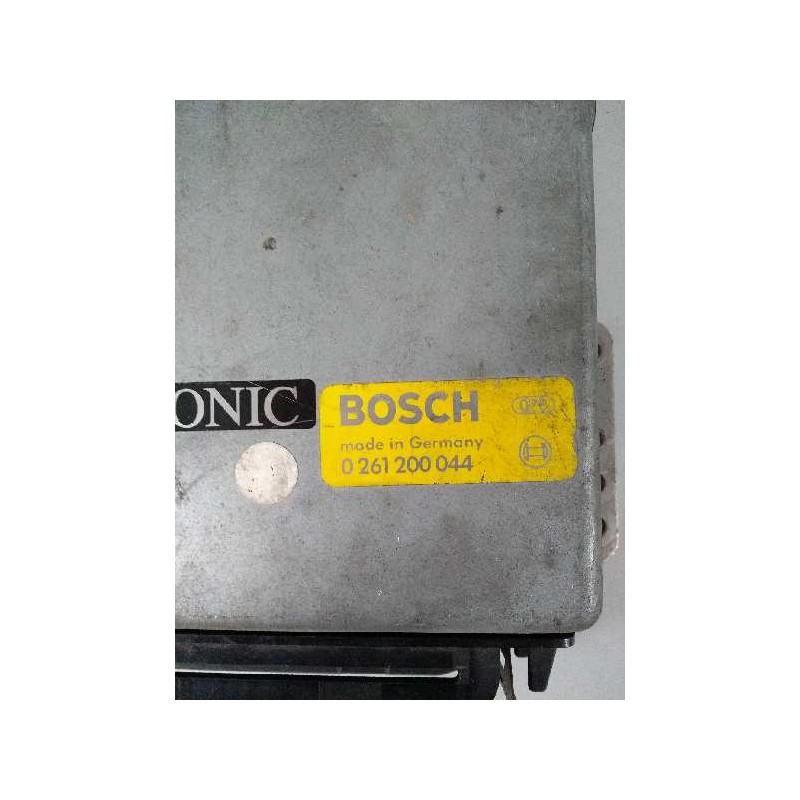 ONIC
BOSCH
made in Germany
0 261 200 044